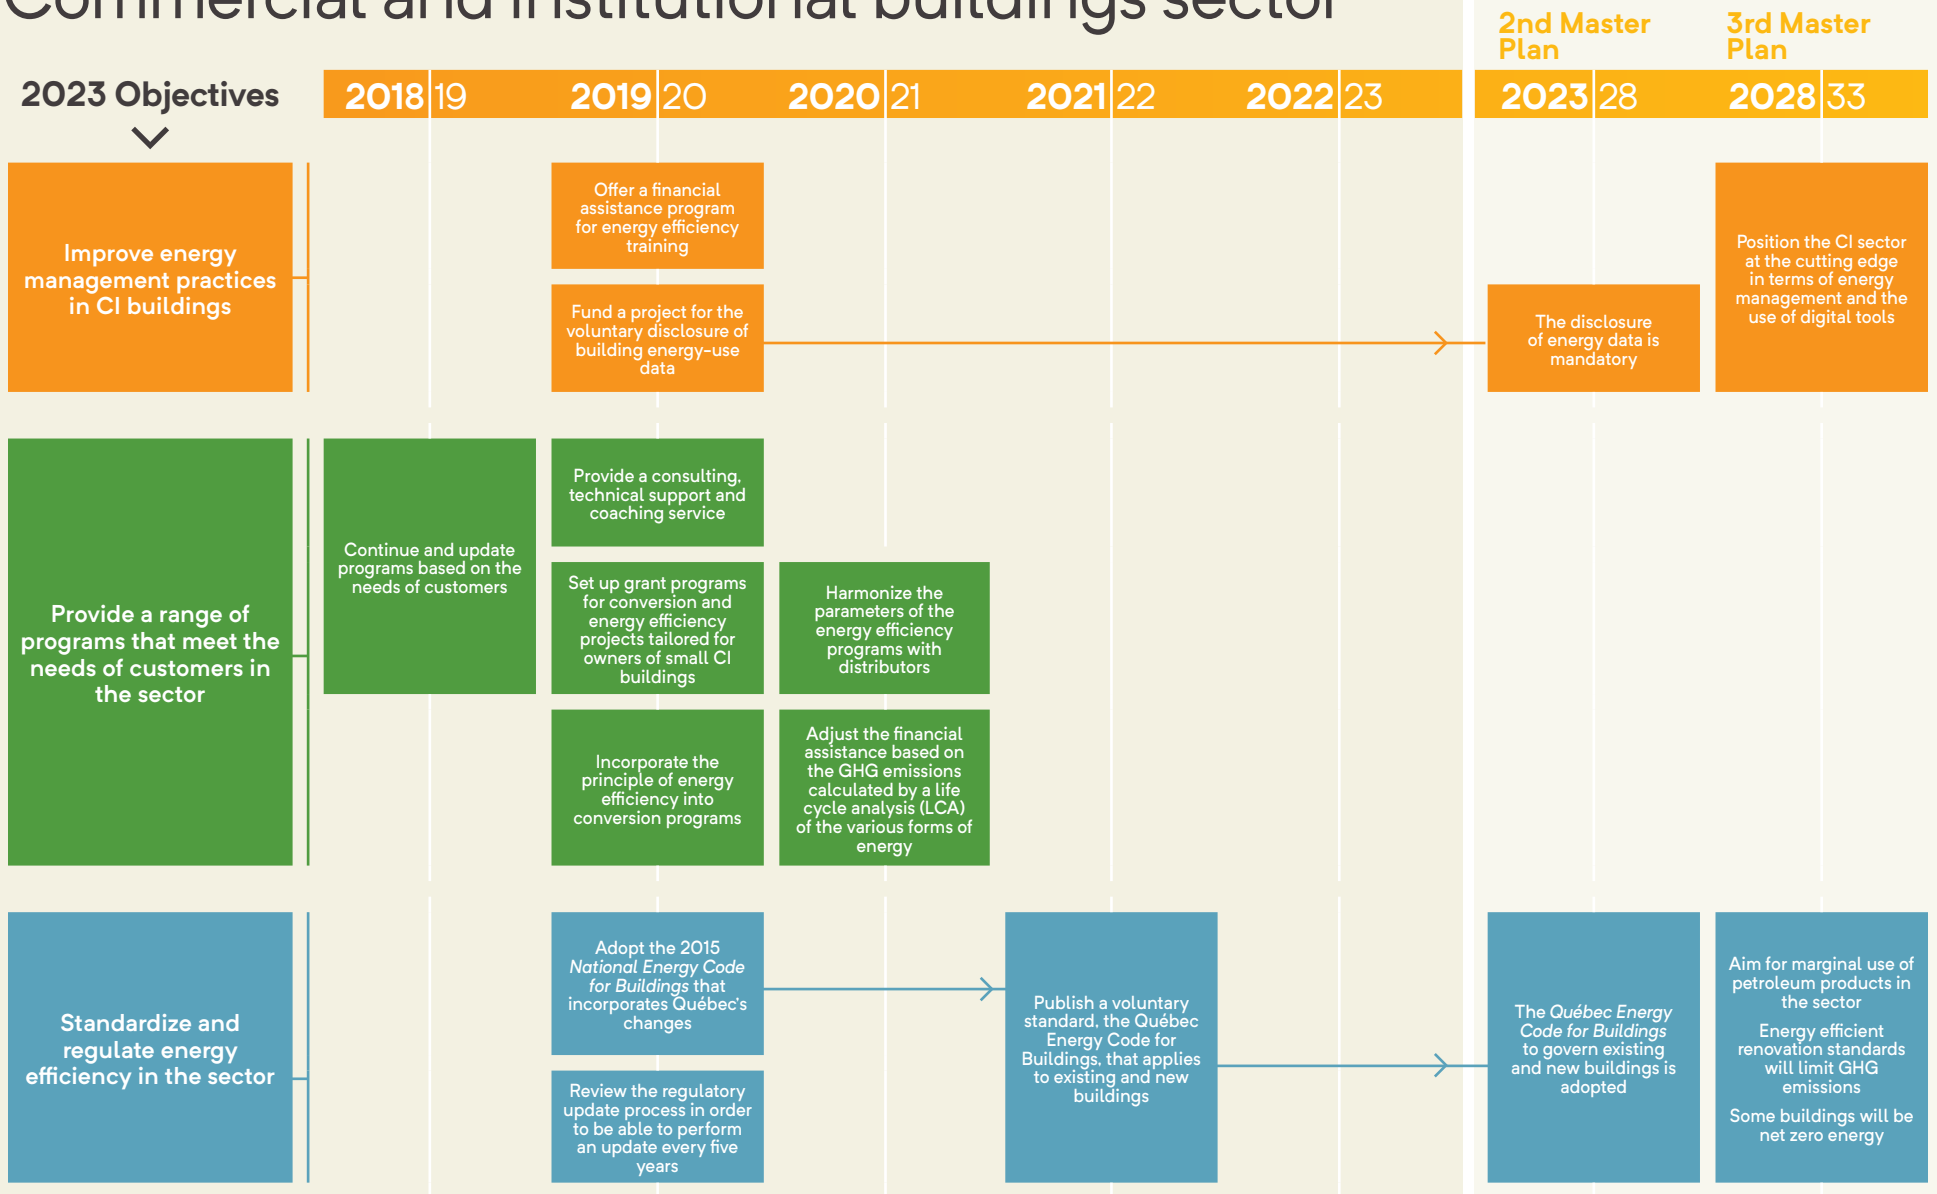 Commercial and institutional buildings sector
2nd Master
Plan
3rd Master
Plan
2023 Objectives
2018|19
2019|20
2020|21
2021|22
2022|23
2023|28
2028|33
Improve energy
management practices
in CI buildings
Offer a financial
assistance program
for energy efficiency
training
Fund a project for the
voluntary disclosure of
building energy-use
data
The disclosure
of energy data is
mandatory
Position the CI sector
at the cutting edge
in terms of energy
management and the
use of digital tools
Provide a range of
programs that meet the
needs of customers in
the sector
Continue and update
programs based on the
needs of customers
Provide a consulting,
technical support and
coaching service
Set up grant programs
for conversion and
energy efficiency
projects tailored for
owners of small CI
buildings
Incorporate the
principle of energy
efficiency into
conversion programs
Harmonize the
parameters of the
energy efficiency
programs with
distributors
Adjust the financial
assistance based on
the GHG emissions
calculated by a life
cycle analysis (LCA)
of the various forms of
energy
Standardize and
regulate energy
efficiency in the sector
Adopt the 2015
National Energy Code
for Buildings that
incorporates Québec's
changes
Review the regulatory
update process in order
to be able to perform
an update every five
years
Publish a voluntary
standard, the Québec
Energy Code for
Buildings, that applies
to existing and new
buildings
The Québec Energy
Code for Buildings
to govern existing
and new buildings is
adopted
Aim for marginal use of
petroleum products in
the sector
Energy efficient
renovation standards
will limit GHG
emissions
Some buildings will be
net zero energy